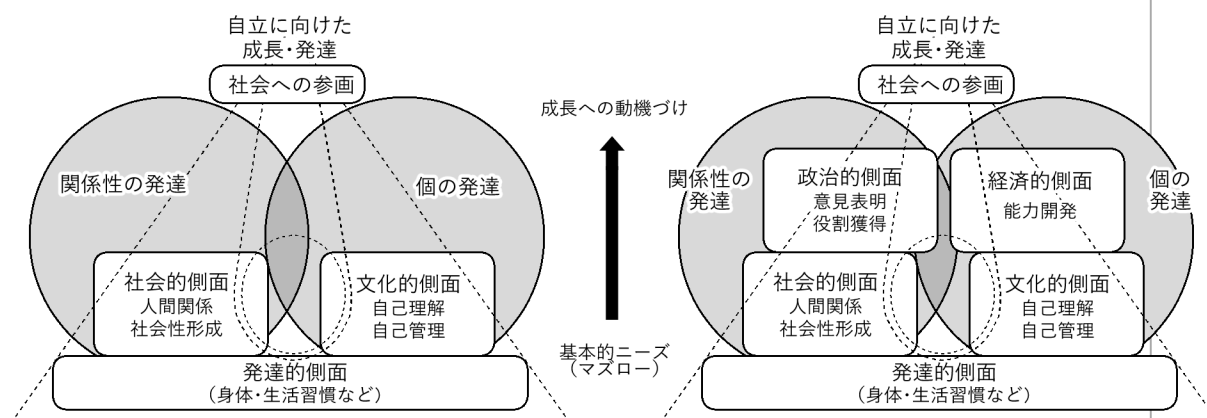 自立に向けた
成長・発達
社会への参画
関係性の発達
個の発達
社会的側面
人間関係
社会性形成
文化的側面
自己理解
自己管理
発達的側面
（身体・生活習慣など）
成長への動機づけ
基本的ニーズ
（マズロー）
自立に向けた
成長・発達
社会への参画
関係性の
発達
政治的側面
意見表明
役割獲得
経済的側面
能力開発
個の
発達
社会的側面
人間関係
社会性形成
文化的側面
自己理解
自己管理
発達的側面
（身体・生活習慣など）